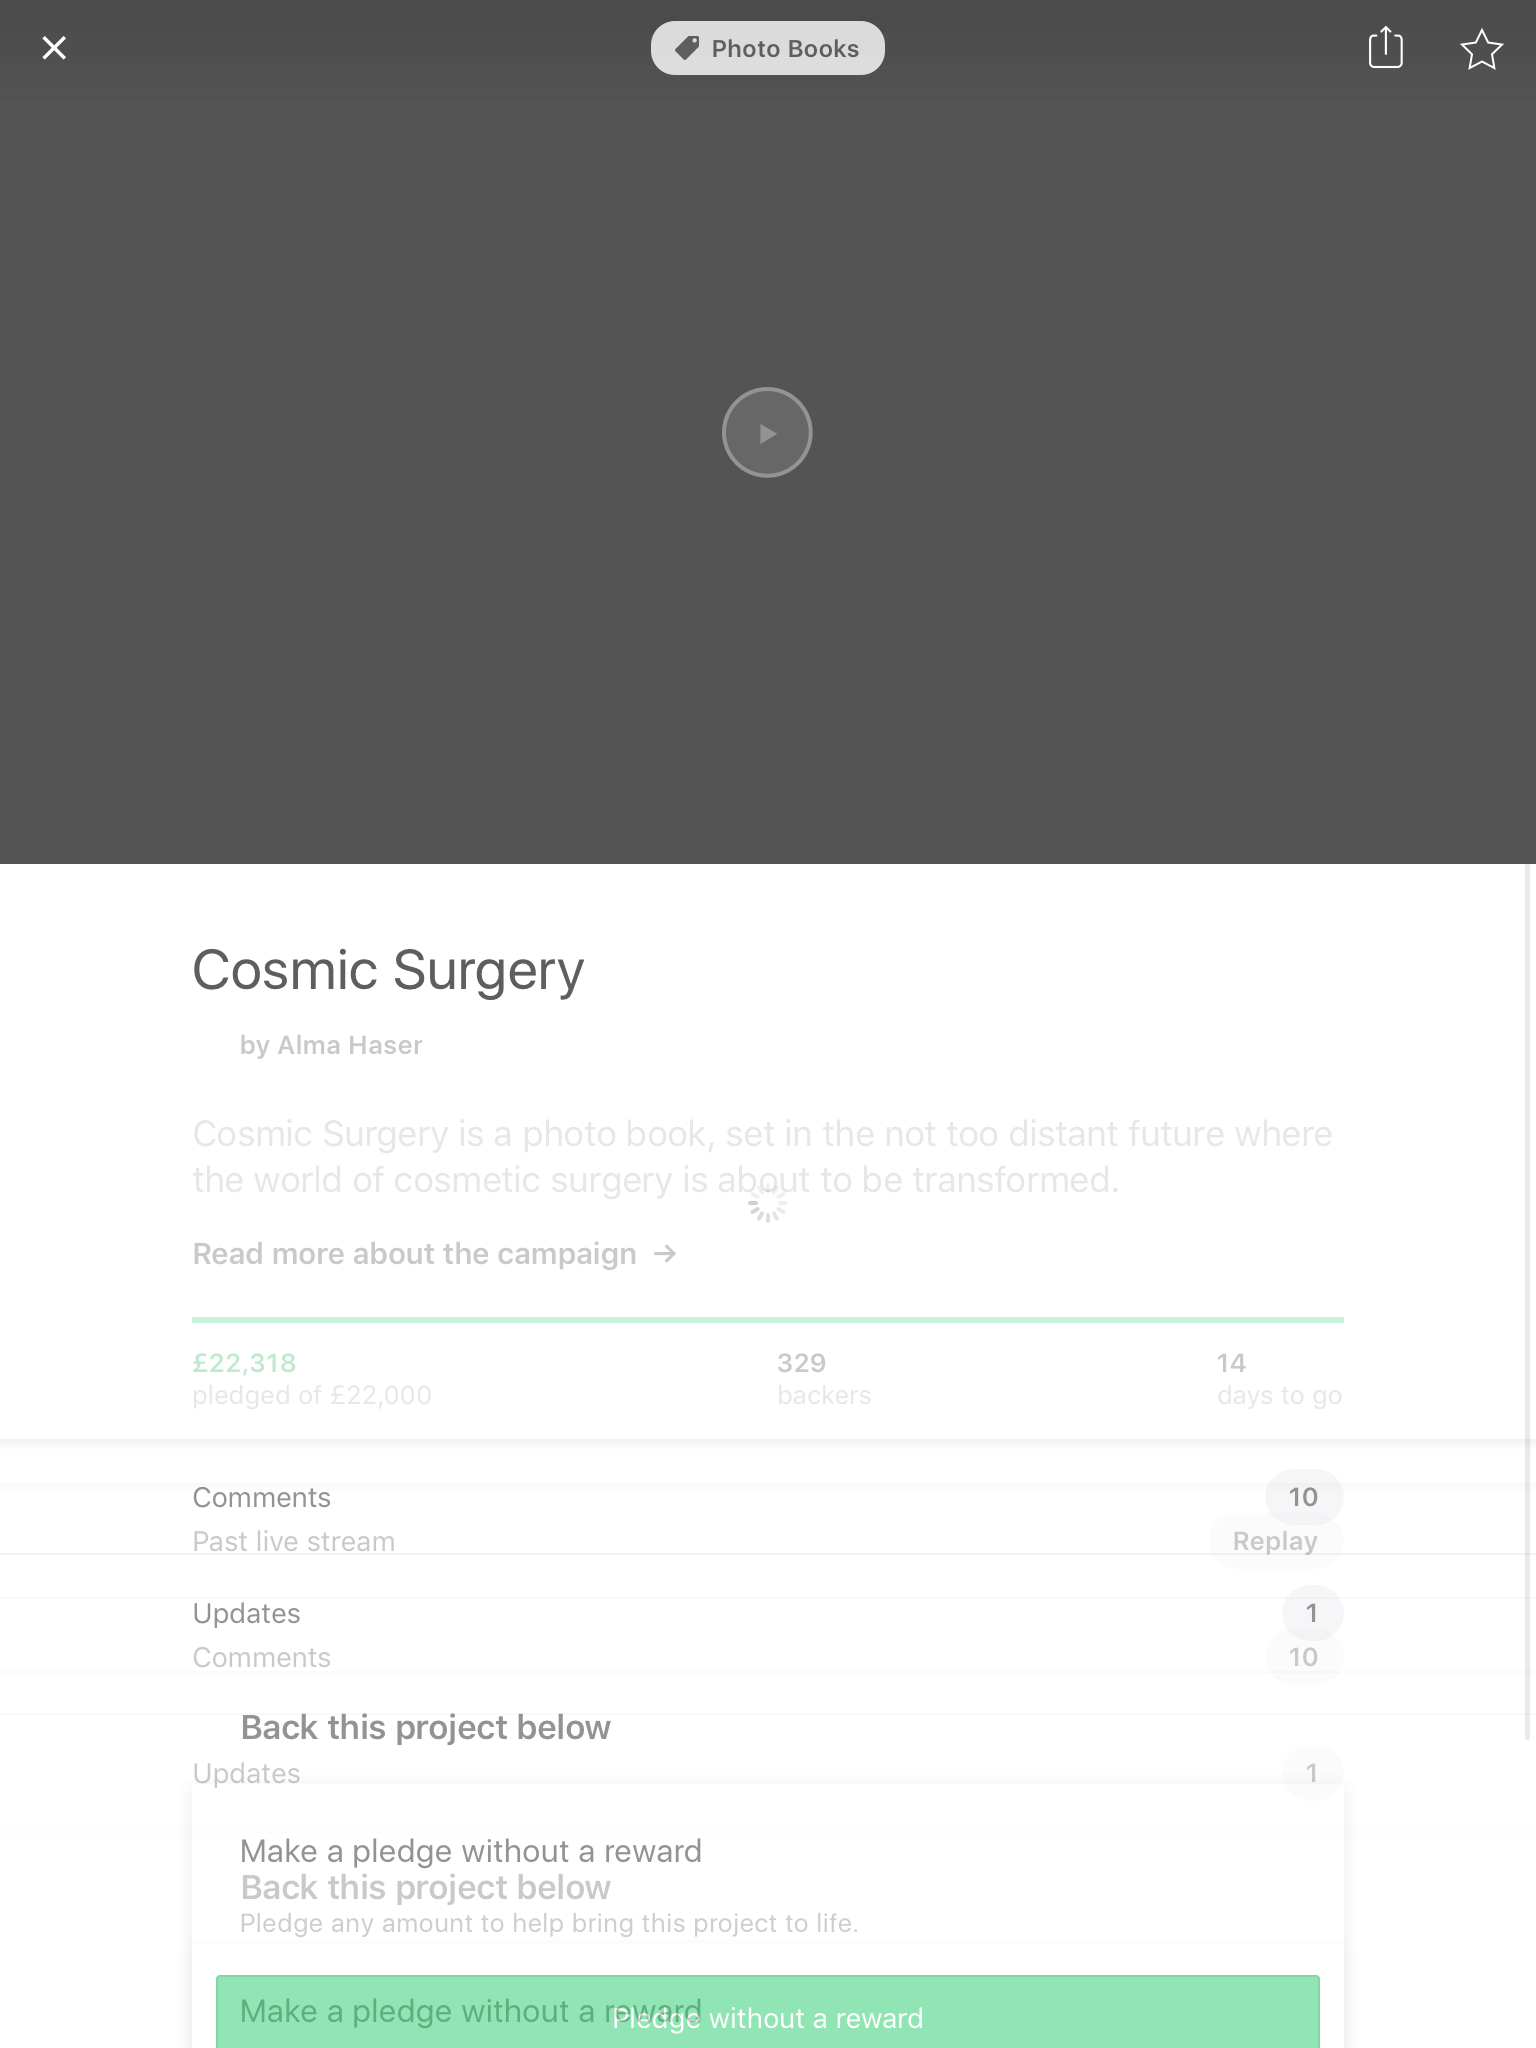 Photo Books
Cosmic Surgery
by Alma Haser
Cosmic Surgery is a photo book, set in the not too distant future where
the world of cosmetic surgery is about to be transformed.
Read more about the campaign →
£22,318
pledged of £22,000
329
backers
14
days to go
Comments 10
Past live stream Replay
Updates 1
Comments 10
Back this project below
Updates 1
Make a pledge without a reward
Back this project below
Pledge any amount to help bring this project to life.
Make a pledge without a reward
Pledge without a reward